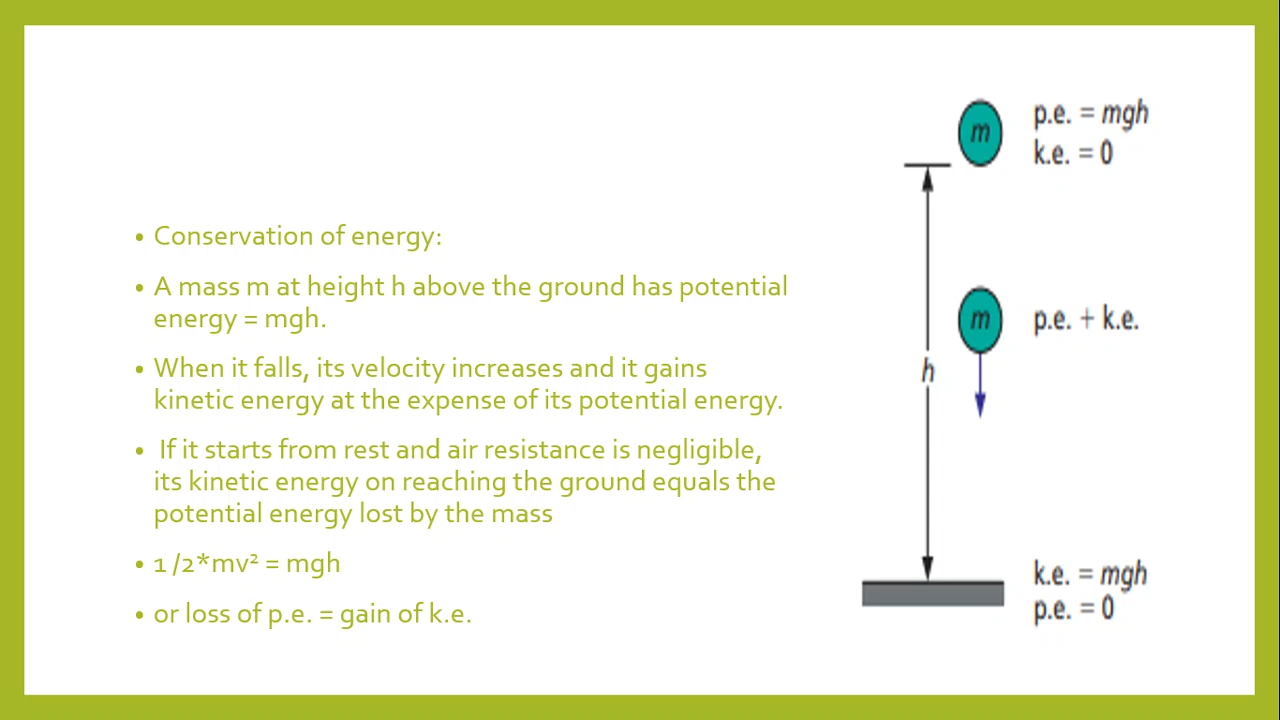 • Conservation of energy:
• A mass m at height h above the ground has potential
energy = mgh.
• When it falls, its velocity increases and it gains
kinetic energy at the expense of its potential energy.
• If it starts from rest and air resistance is negligible,
its kinetic energy on reaching the ground equals the
potential energy lost by the mass
• 1 /2*mv² = mgh
• or loss of p.e. = gain of k.e.
m
p.e. = mgh
k.e. = 0
m
p.e. + k.e.
h
k.e. = mgh
p.e. = 0